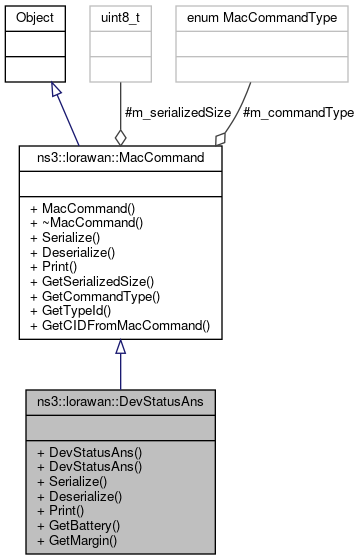 Object
uint8_t
enum MacCommandType
#m_serializedSize
#m_commandType
ns3::lorawan::MacCommand
+ MacCommand()
+ ~MacCommand()
+ Serialize()
+ Deserialize()
+ Print()
+ GetSerializedSize()
+ GetCommandType()
+ GetTypeId()
+ GetCIDFromMacCommand()
ns3::lorawan::DevStatusAns
+ DevStatusAns()
+ DevStatusAns()
+ Serialize()
+ Deserialize()
+ Print()
+ GetBattery()
+ GetMargin()